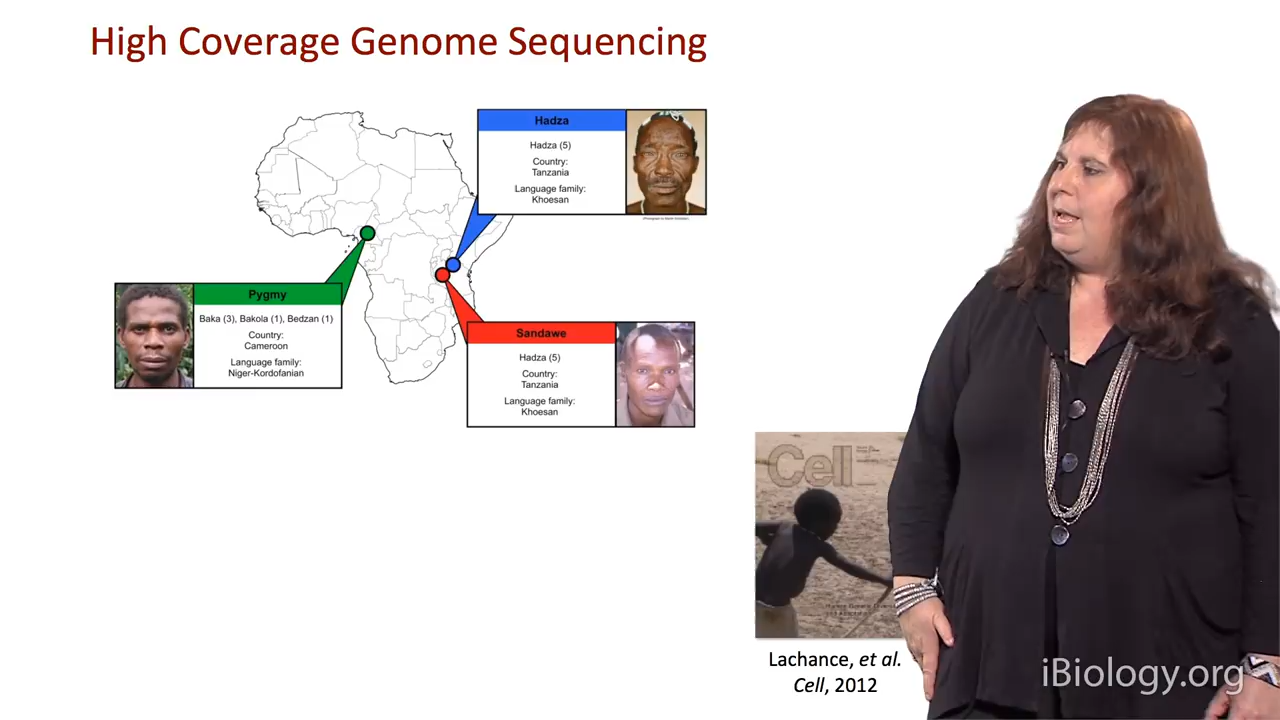 High Coverage Genome Sequencing
Hadza
Hadza (5)
Country:
Tanzania
Language family:
Khoesan
Pygmy
Baka (3), Bakola (1), Bedzan (1)
Country:
Cameroon
Language family:
Niger-Kordofanian
Sandawe
Hadza (5)
Country:
Tanzania
Language family:
Khoesan
Cell
Lachance, et al.
Cell, 2012
iBiology.org